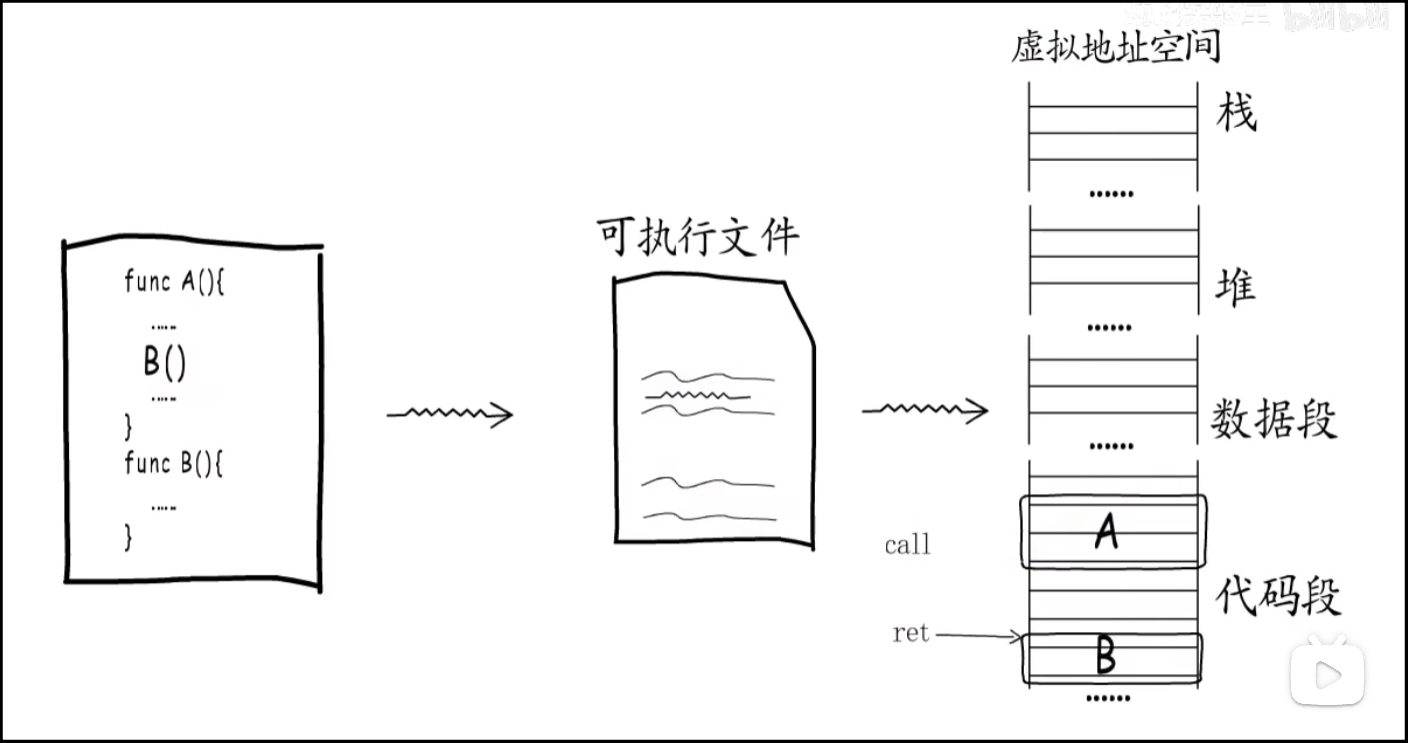 虚拟地址空间
栈
......
可执行文件
func A(){
.....
B()
.....
}
func B(){
.....
}
堆
......
数据段
......
A
call
代码段
ret
B
......
bilibili